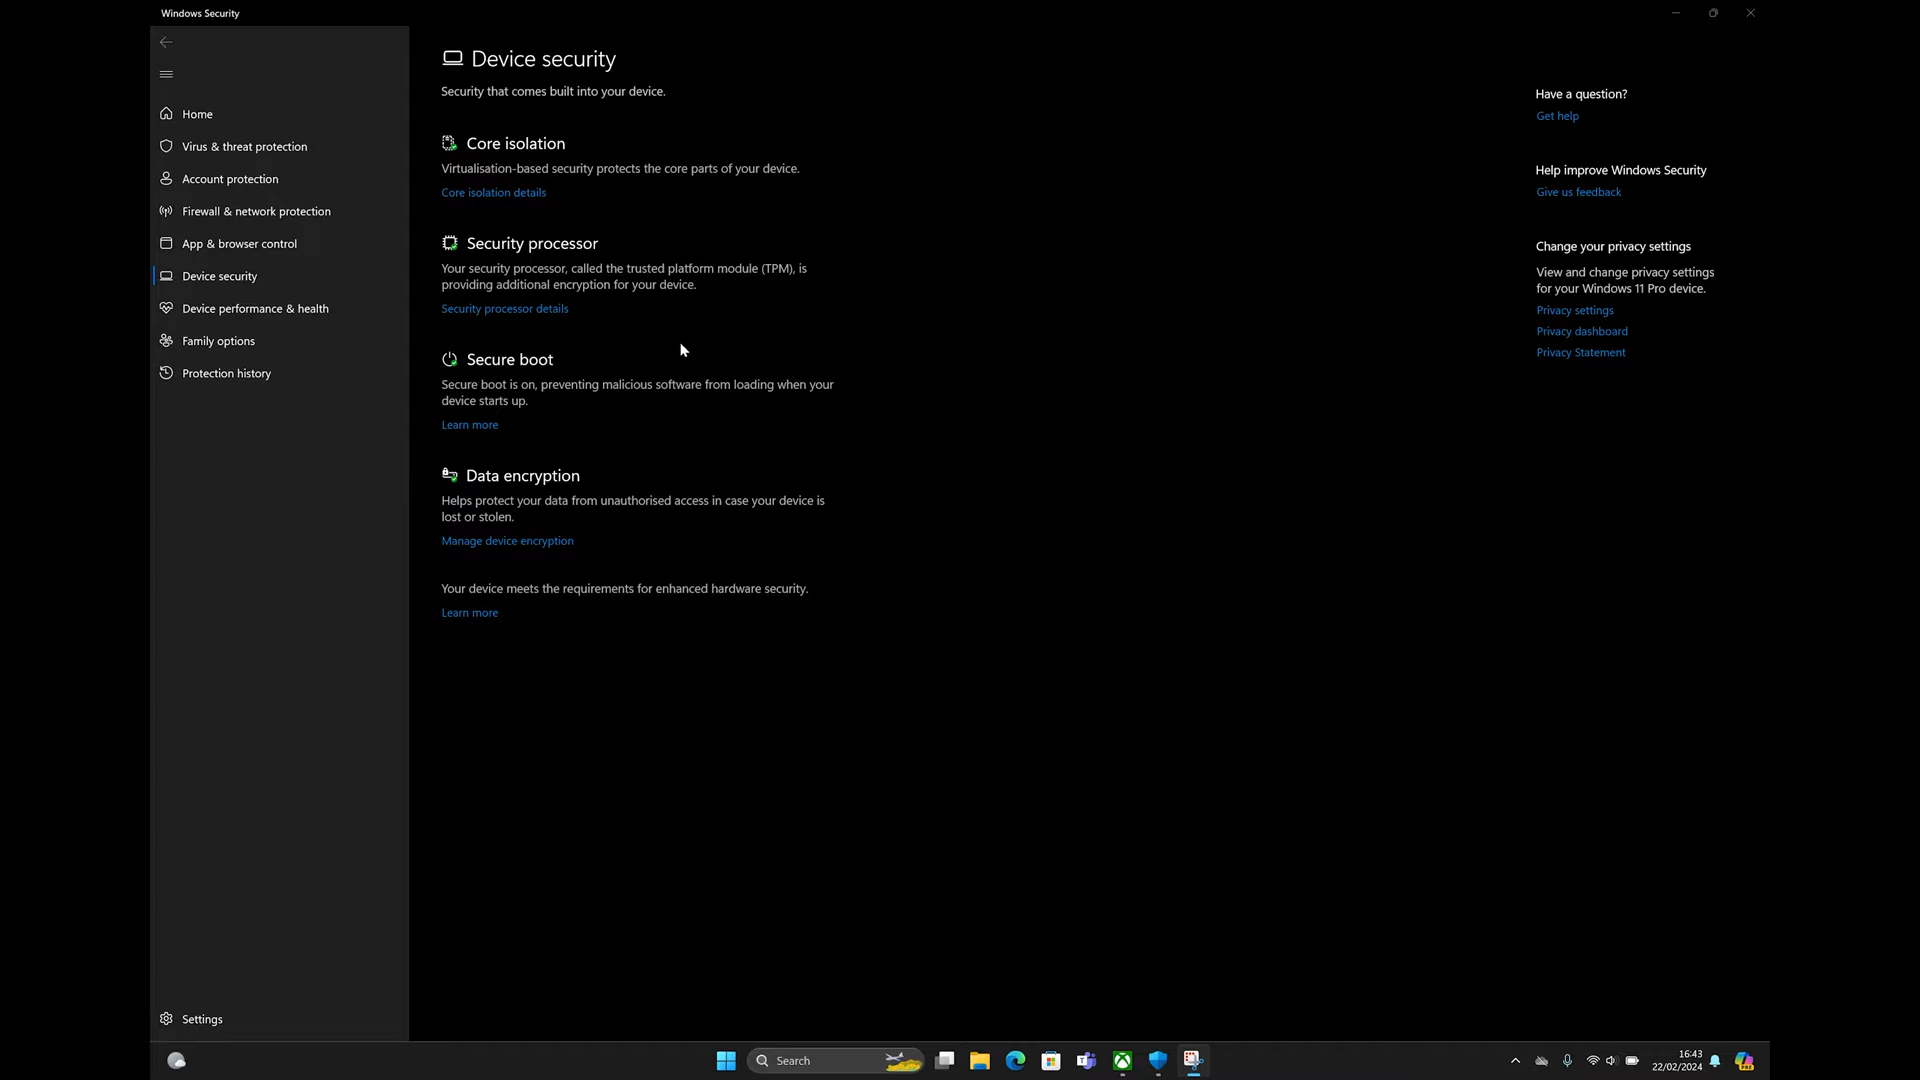 Windows Security
Home
Virus & threat protection
Account protection
Firewall & network protection
App & browser control
Device security
Device performance & health
Family options
Protection history
Settings
Device security
Security that comes built into your device.
Core isolation
Virtualisation-based security protects the core parts of your device.
Core isolation details
Security processor
Your security processor, called the trusted platform module (TPM), is
providing additional encryption for your device.
Security processor details
Secure boot
Secure boot is on, preventing malicious software from loading when your
device starts up.
Learn more
Data encryption
Helps protect your data from unauthorised access in case your device is
lost or stolen.
Manage device encryption
Your device meets the requirements for enhanced hardware security.
Learn more
Have a question?
Get help
Help improve Windows Security
Give us feedback
Change your privacy settings
View and change privacy settings
for your Windows 11 Pro device.
Privacy settings
Privacy dashboard
Privacy Statement
Search
16:43
22/02/2024